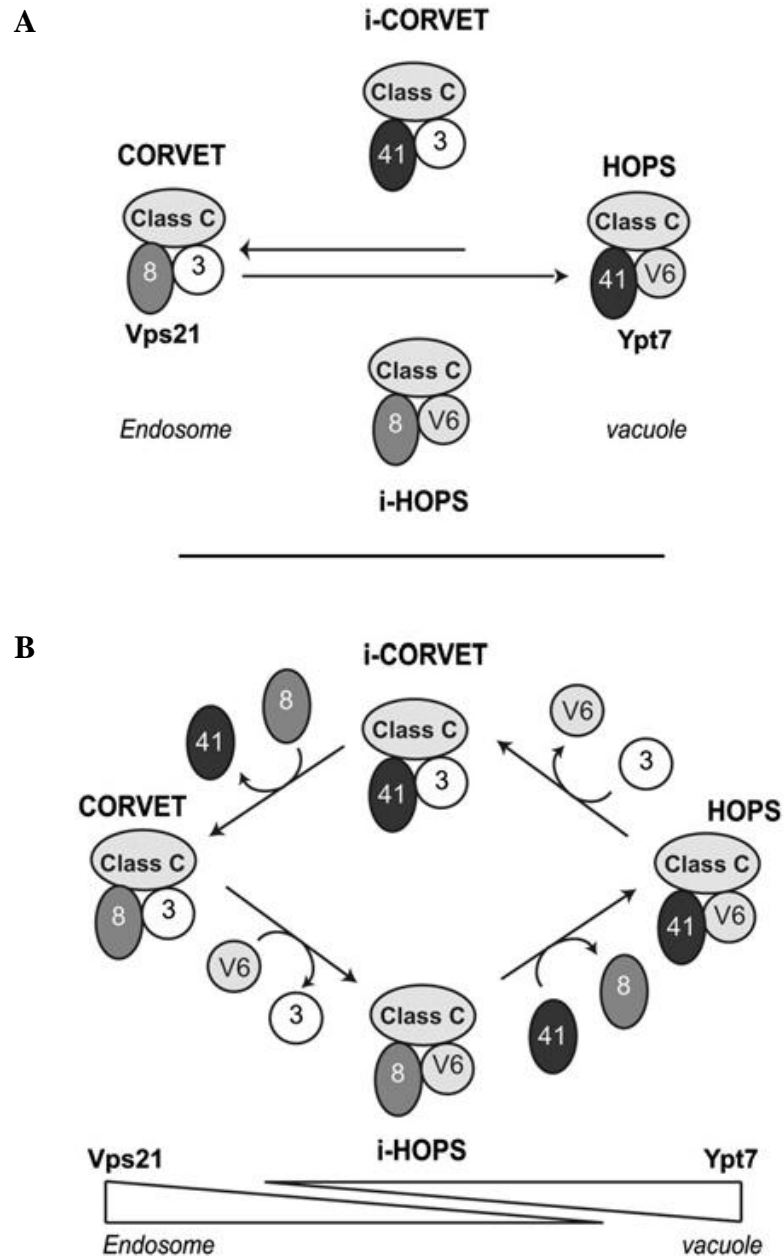 A
i-CORVET
Class C
41 3
CORVET
Class C
8 3
Vps21
HOPS
Class C
41 V6
Ypt7
Endosome
Class C
8 V6
vacuole
i-HOPS
B
i-CORVET
8
41
Class C
41 3
V6
3
CORVET
Class C
8 3
HOPS
Class C
41 V6
V6
3
Class C
8 V6
8
41
Vps21
i-HOPS
Ypt7
Endosome
vacuole